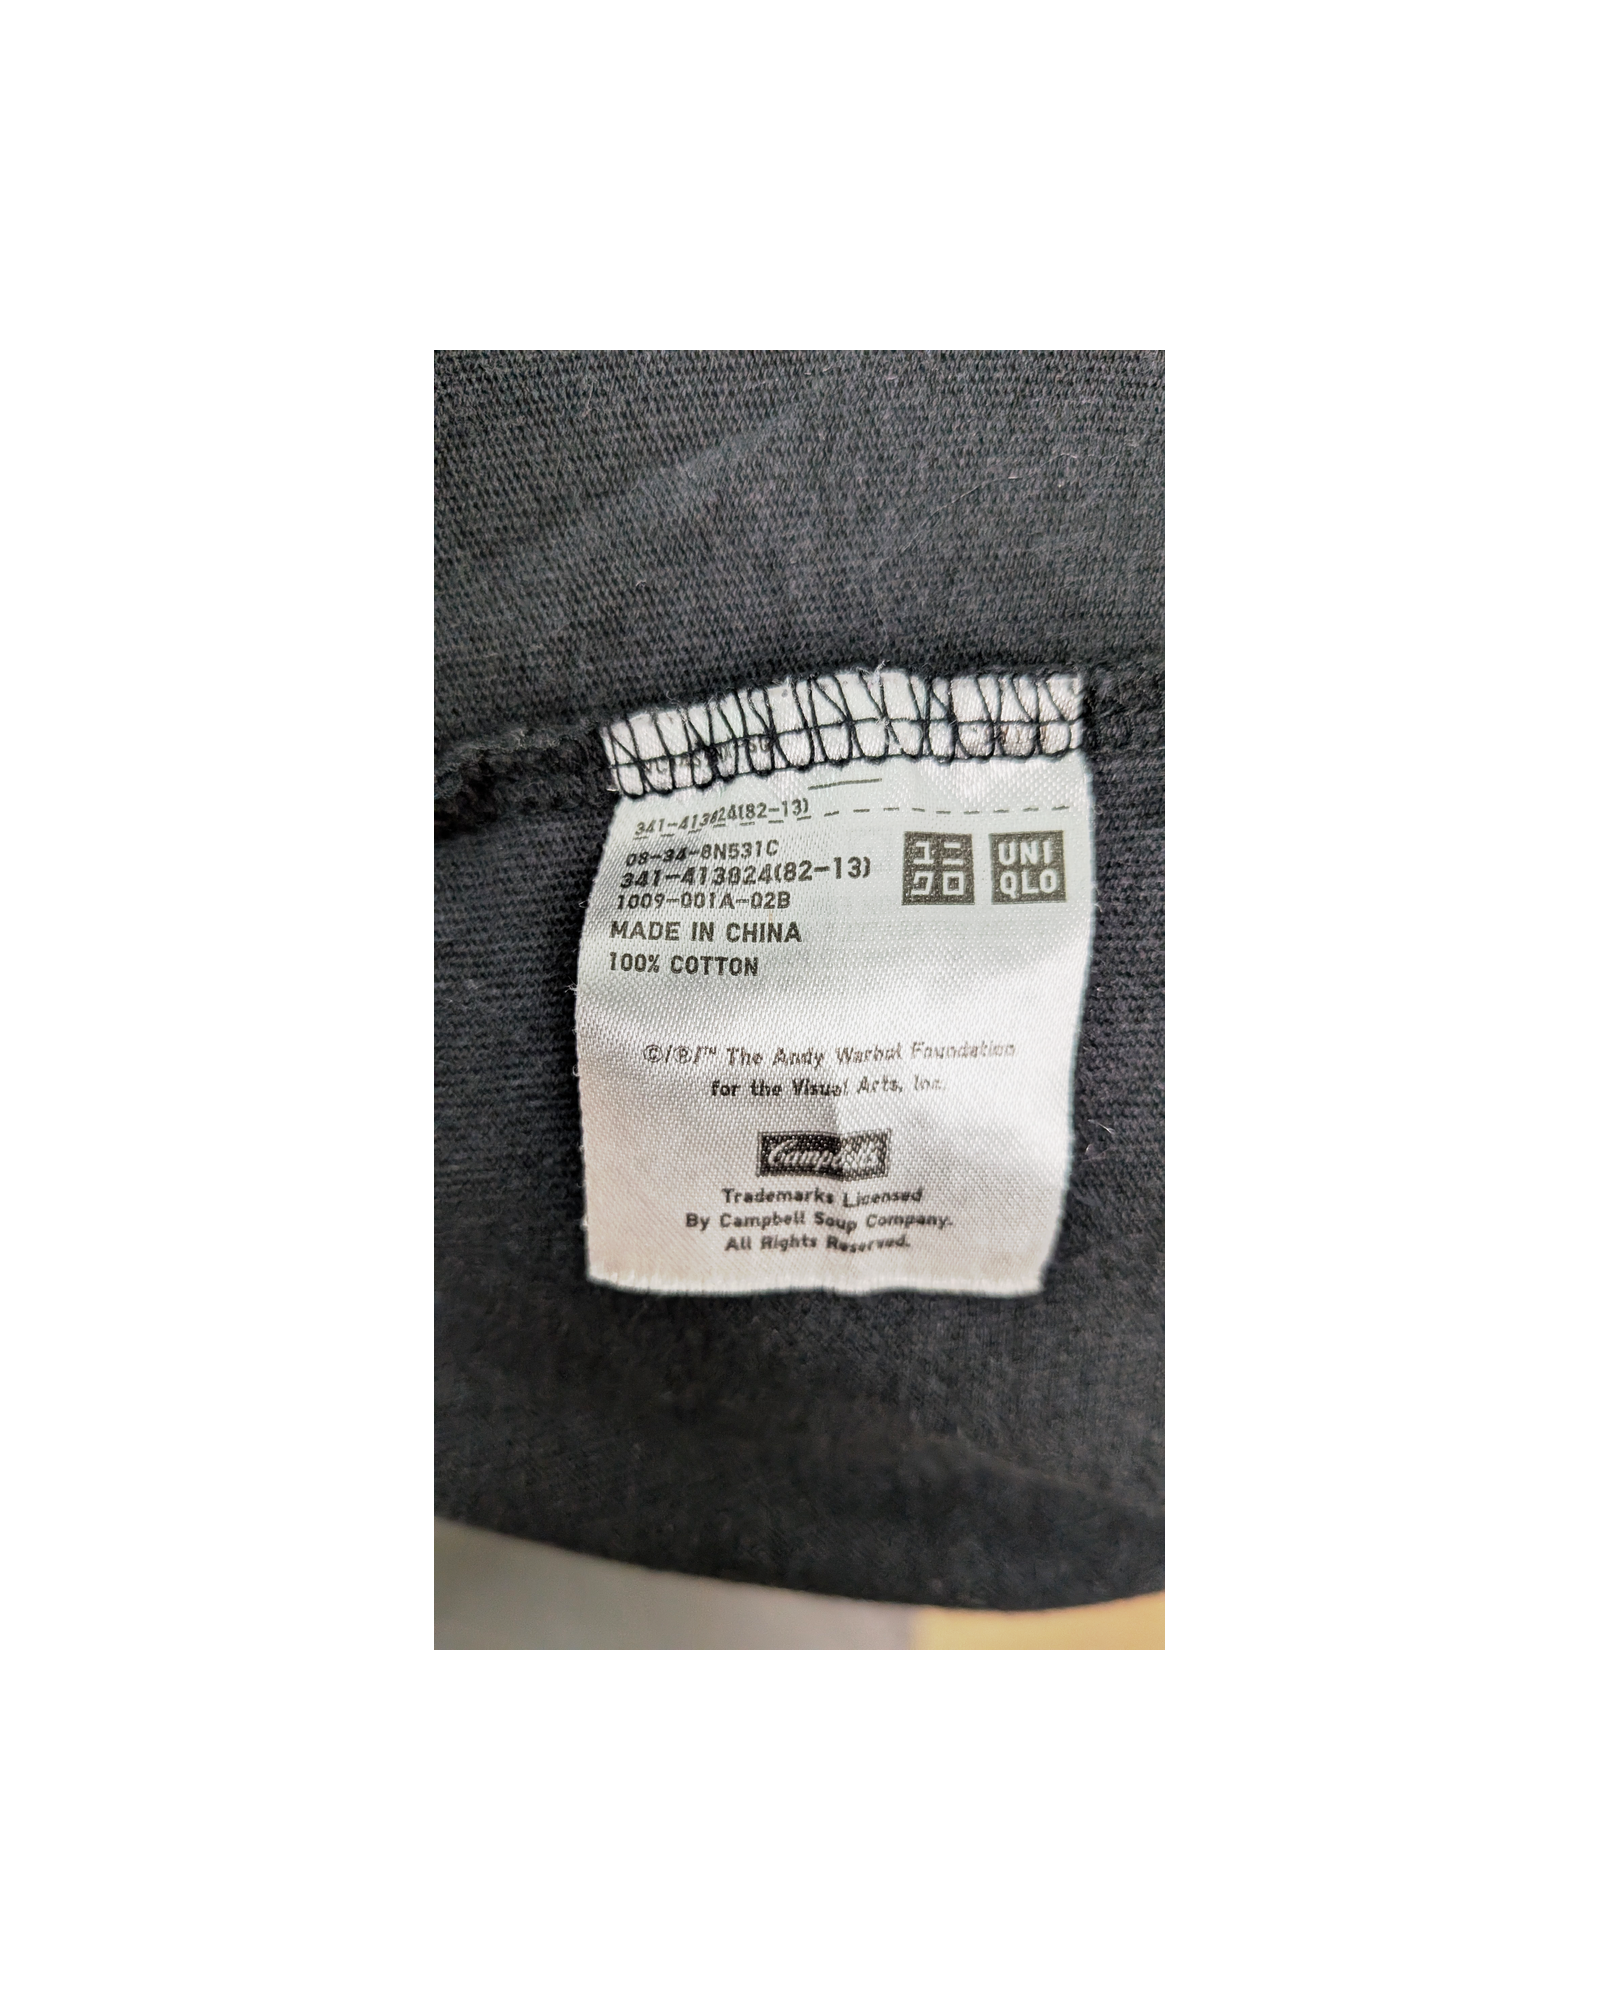 341-413824(82-13)
08-34-8N531C
341-413824(82-13)
1009-001A-02B
ユニ
クロ
UNI
QLO
MADE IN CHINA
100% COTTON
©/®/™ The Andy Warhol Foundation
for the Visual Arts, Inc.
Campbell's
Trademarks Licensed
By Campbell Soup Company.
All Rights Reserved.